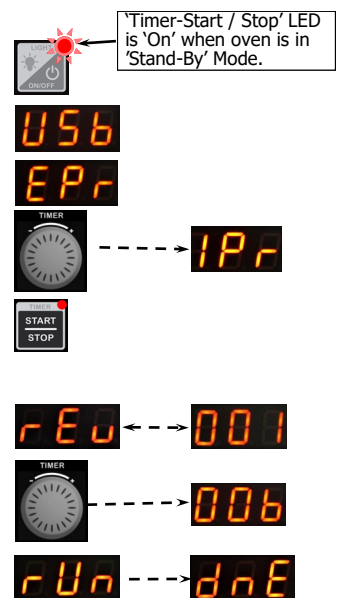 ‘Timer-Start / Stop’ LED
is ‘On’ when oven is in
’Stand-By’ Mode.
LIGHT
ON/OFF
USb
EPr
TIMER
- +
IPr
TIMER
START
STOP
rEv
001
TIMER
- +
00b
rUn
dnE